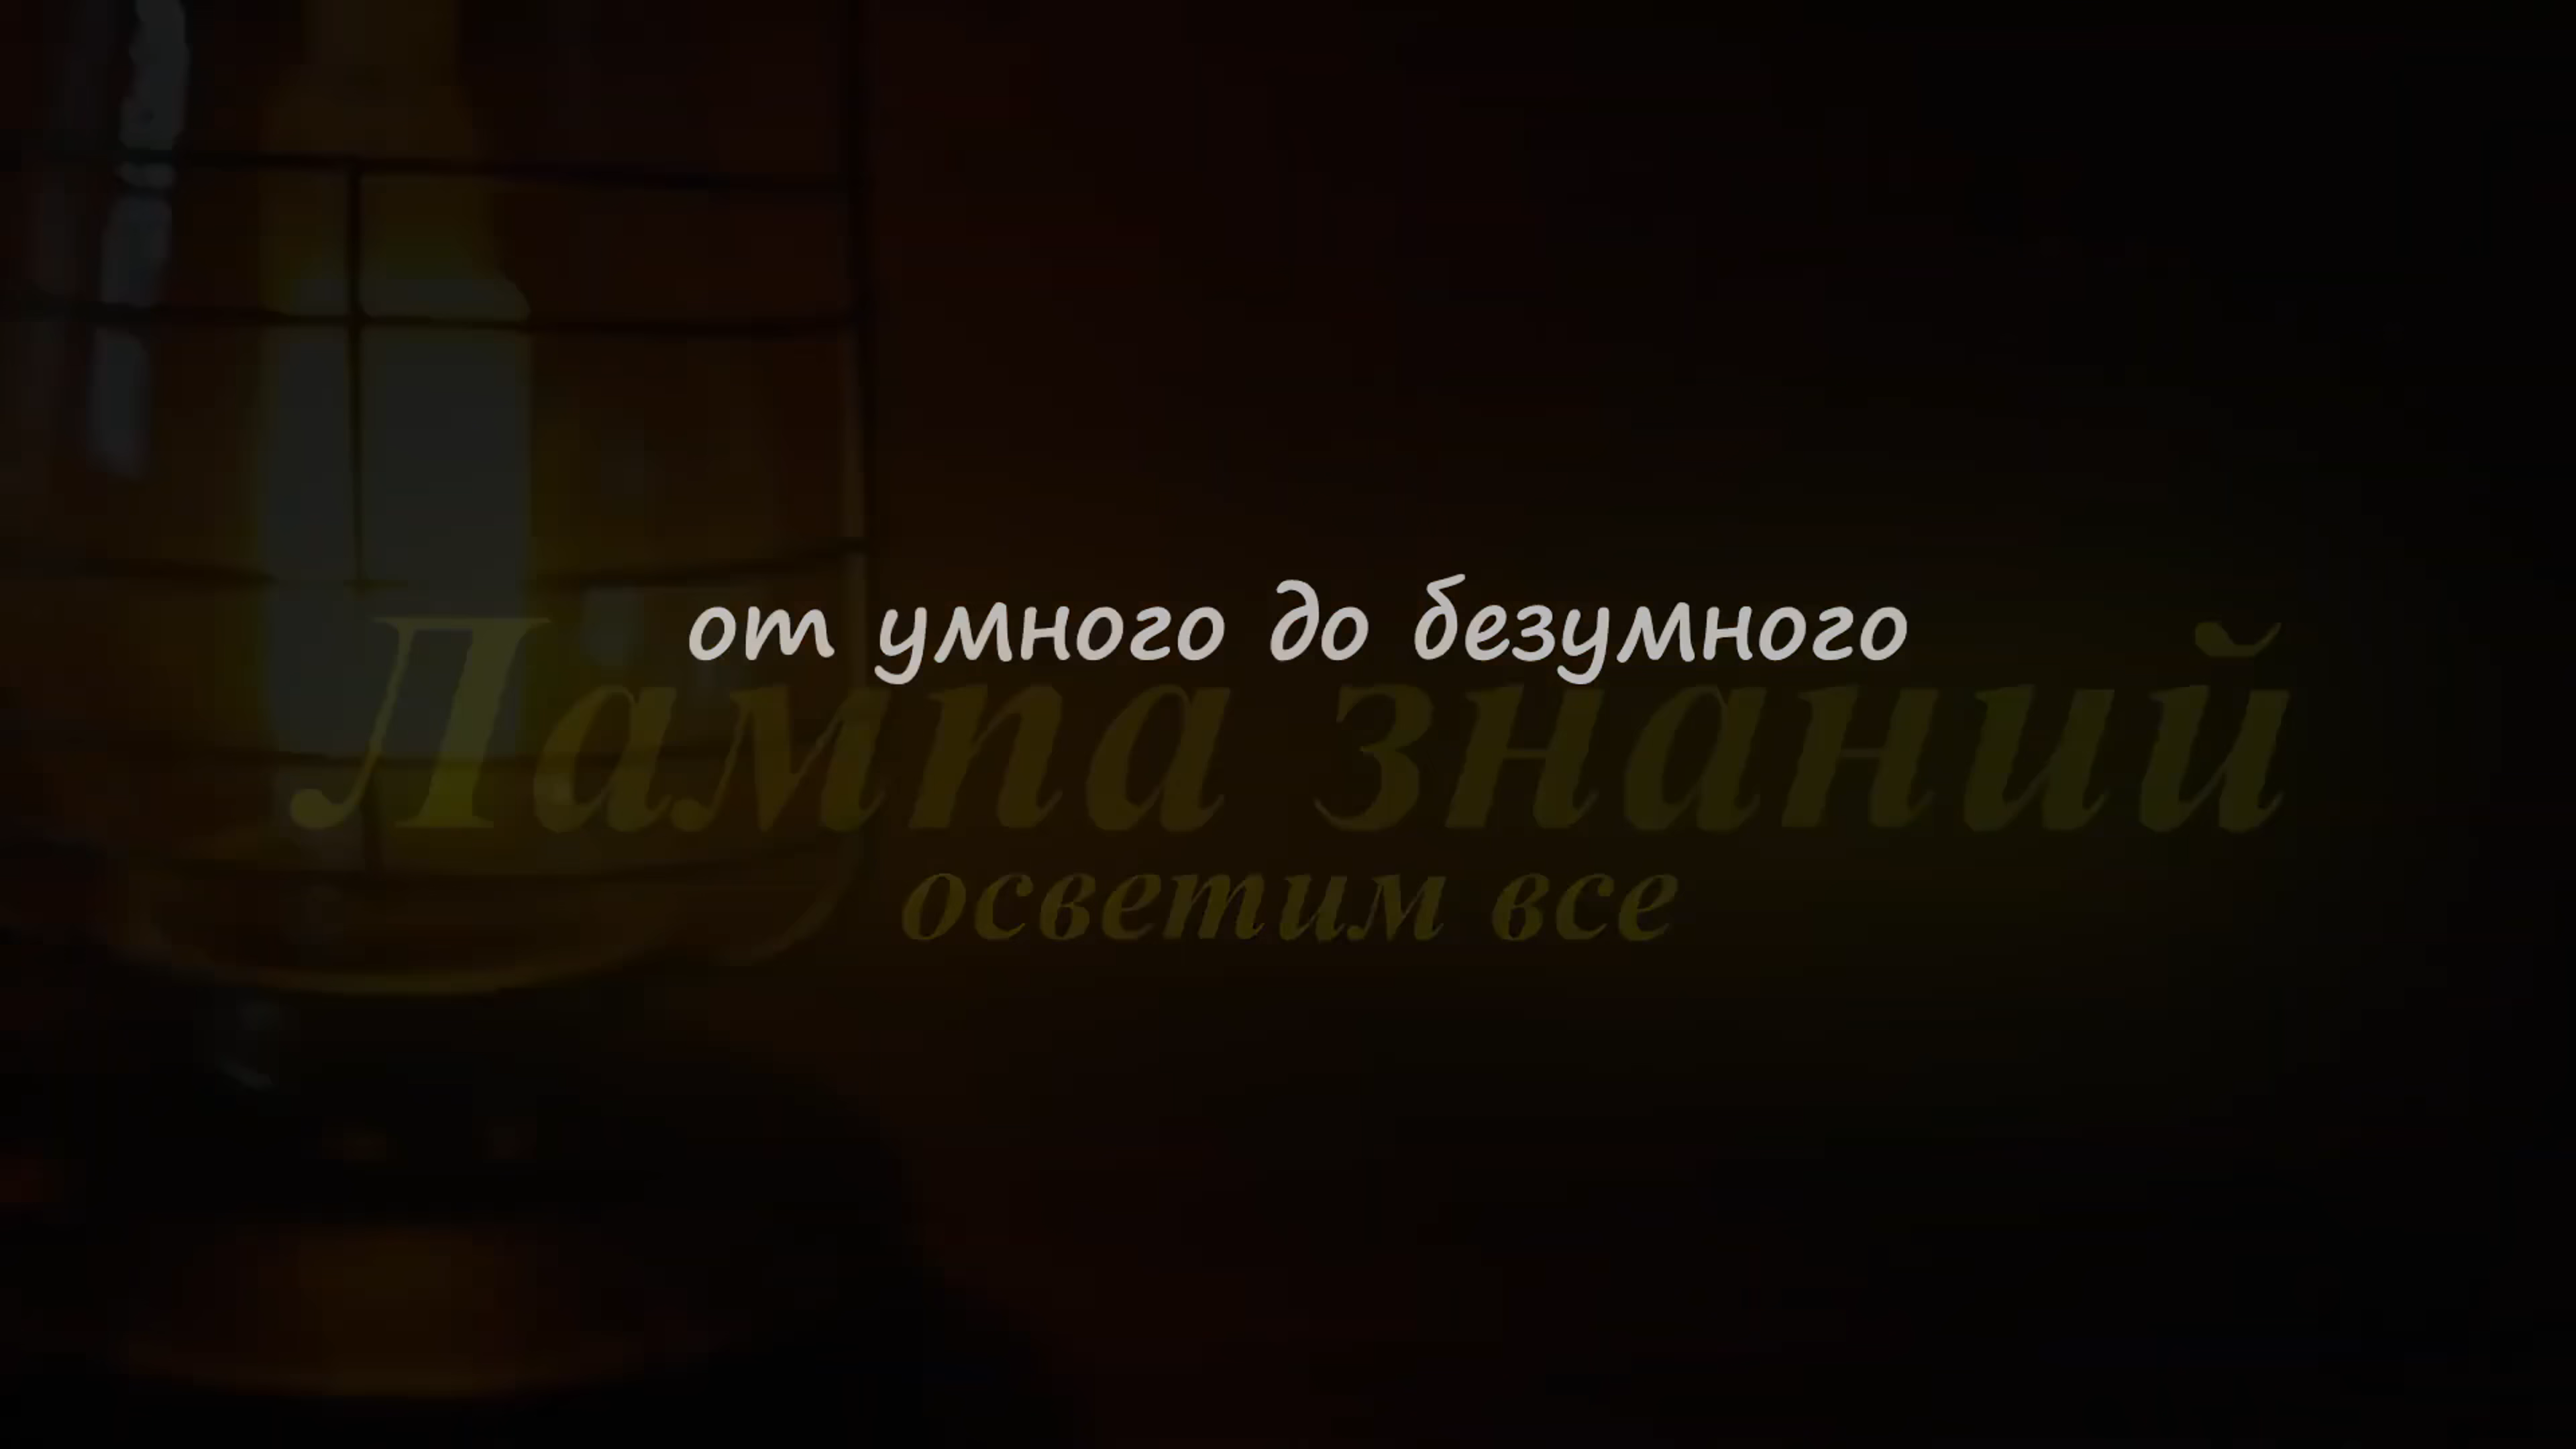 от умного до безумного
Лампа знаний
осветим все